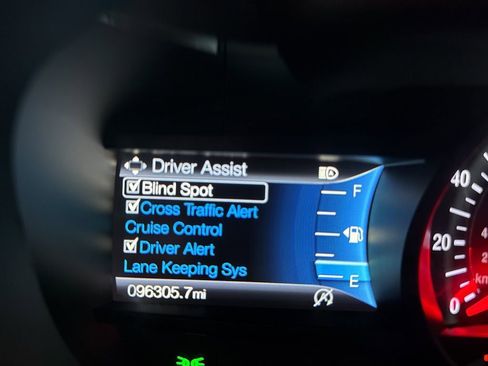 Driver Assist
Blind Spot
Cross Traffic Alert
Cruise Control
Driver Alert
Lane Keeping Sys
096305.7mi
F
E
40
20
0